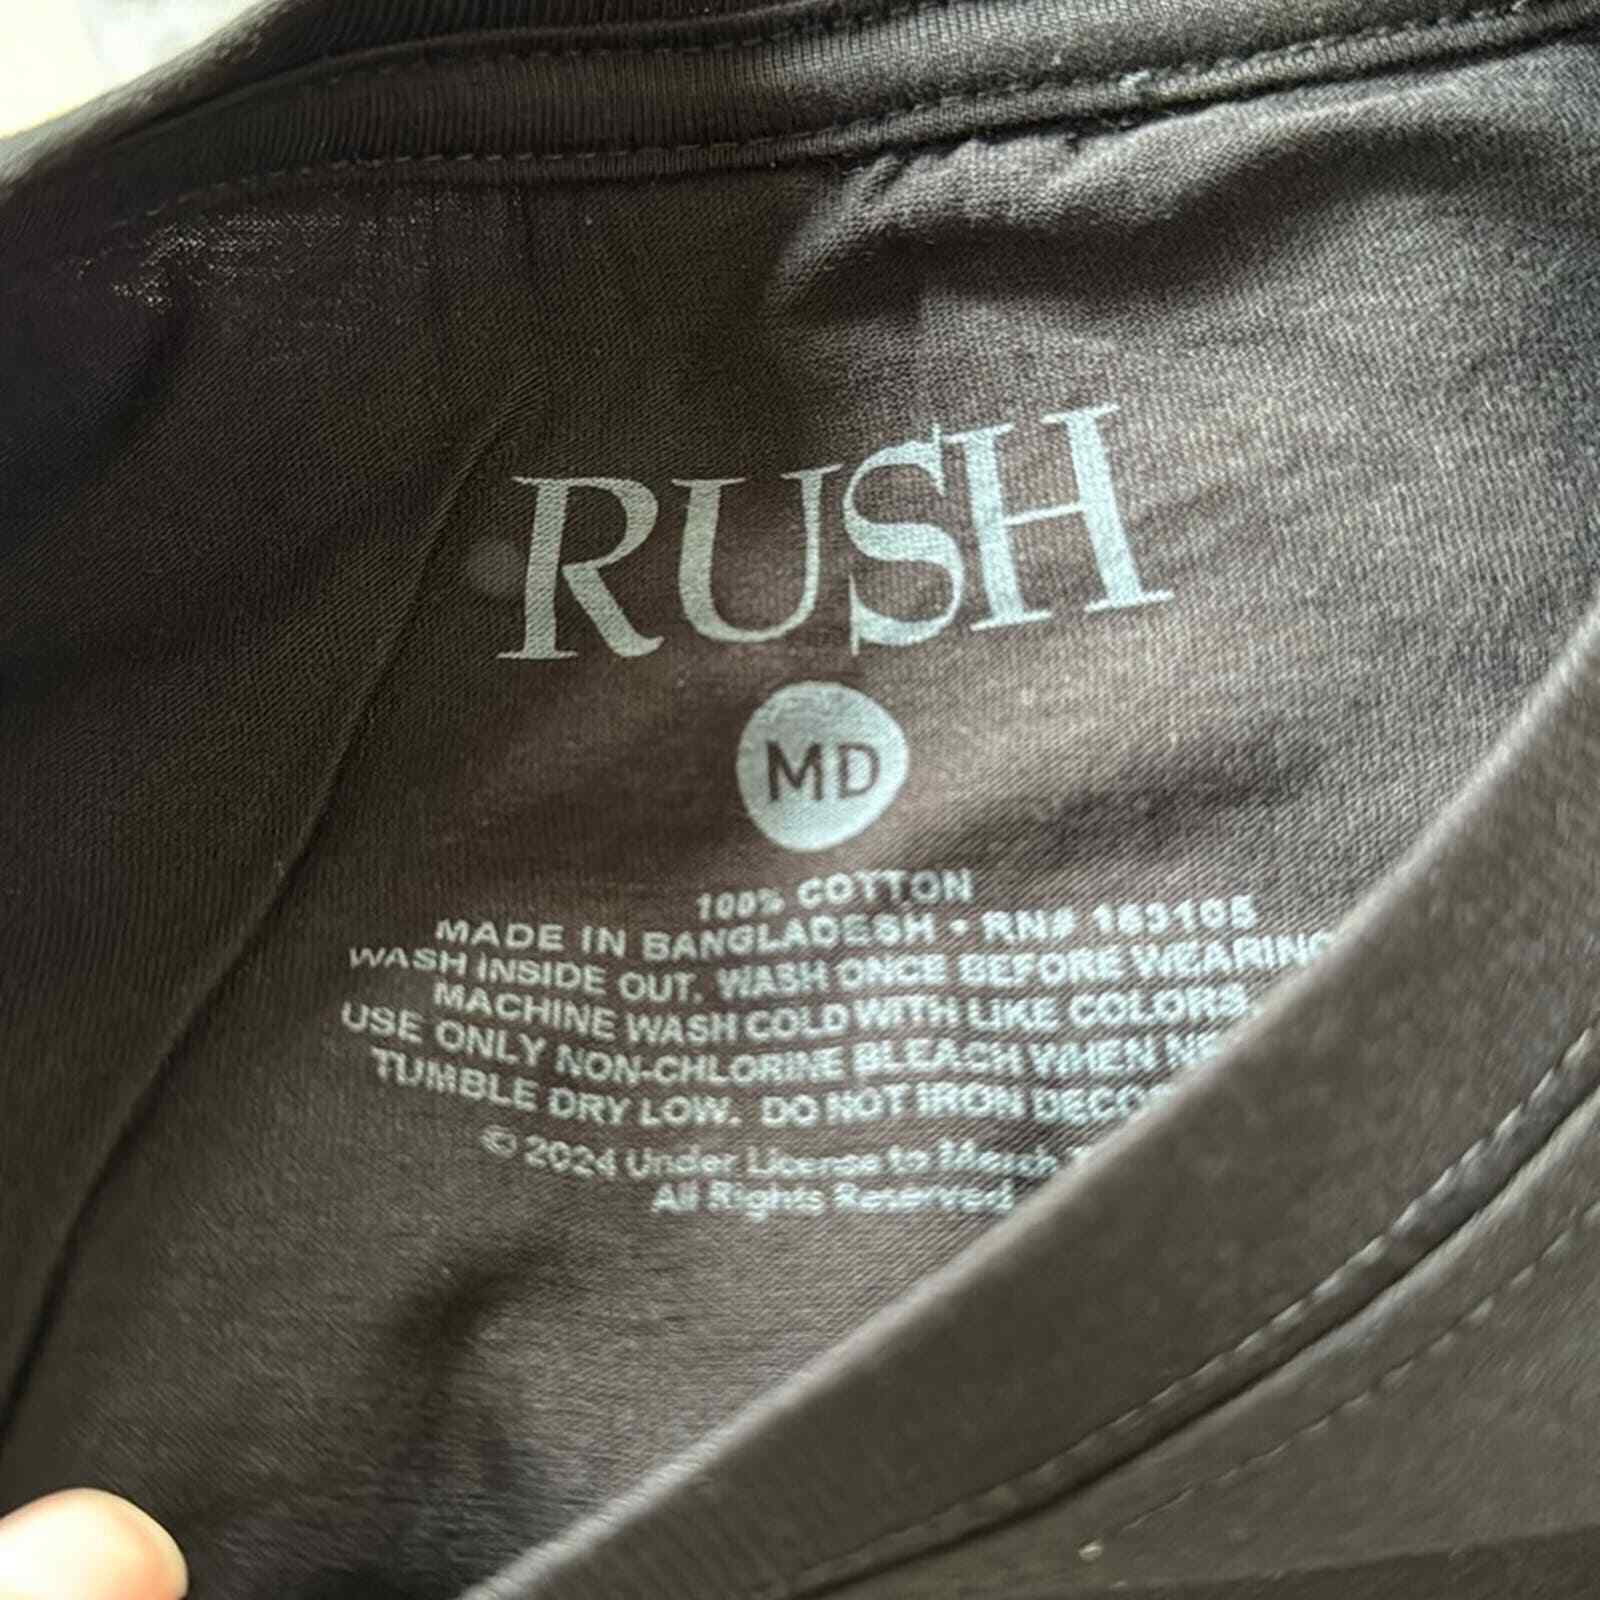 RUSH
MD
100% COTTON
MADE IN BANGLADESH • RN# 163105
WASH INSIDE OUT. WASH ONCE BEFORE WEARING
MACHINE WASH COLD WITH LIKE COLORS.
USE ONLY NON-CHLORINE BLEACH WHEN
TUMBLE DRY LOW. DO NOT IRON
© 2024 Under License to Merch
All Rights Reserved